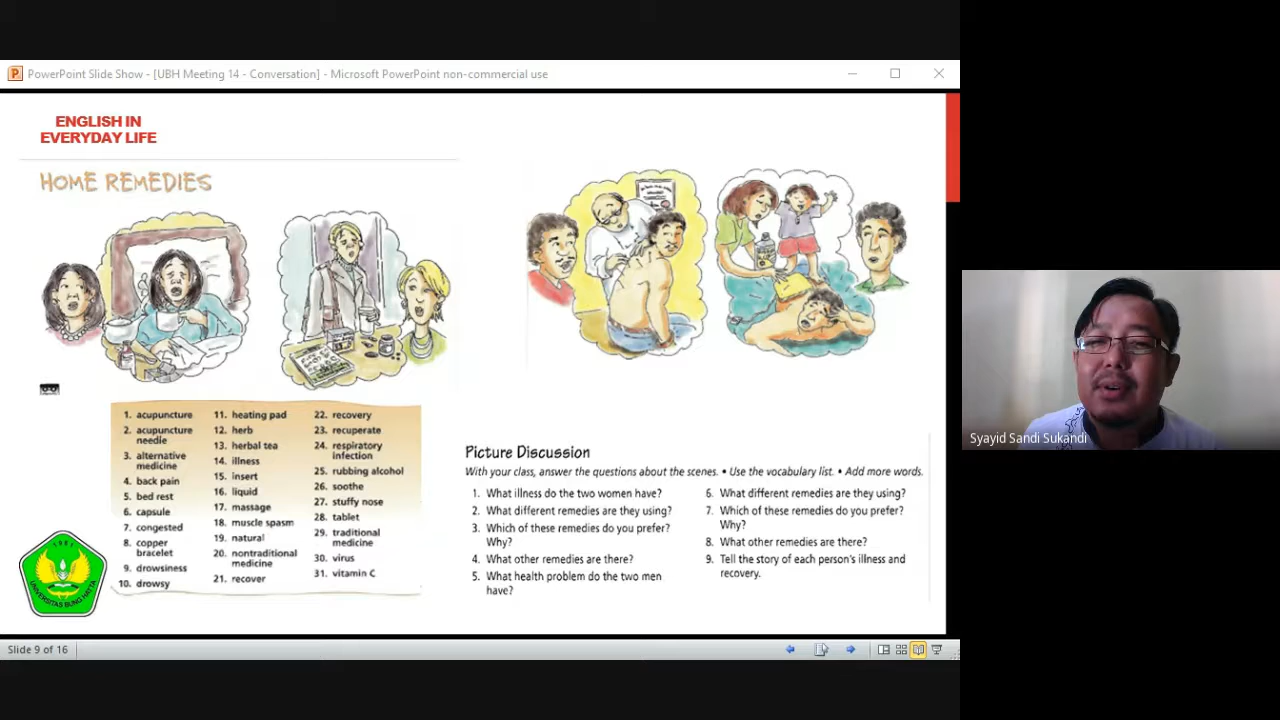 PowerPoint Slide Show - [UBH Meeting 14 - Conversation] - Microsoft PowerPoint non-commercial use
ENGLISH IN
EVERYDAY LIFE
HOME REMEDIES
1. acupuncture
2. acupuncture
needle
3. alternative
medicine
4. back pain
5. bed rest
6. capsule
7. congested
8. copper
bracelet
9. drowsiness
10. drowsy
11. heating pad
12. herb
13. herbal tea
14. illness
15. insert
16. liquid
17. massage
18. muscle spasm
19. natural
20. nontraditional
medicine
21. recover
22. recovery
23. recuperate
24. respiratory
infection
25. rubbing alcohol
26. soothe
27. stuffy nose
28. tablet
29. traditional
medicine
30. virus
31. vitamin C
Picture Discussion
With your class, answer the questions about the scenes. • Use the vocabulary list. • Add more words.
1. What illness do the two women have?
2. What different remedies are they using?
3. Which of these remedies do you prefer?
Why?
4. What other remedies are there?
5. What health problem do the two men
have?
6. What different remedies are they using?
7. Which of these remedies do you prefer?
Why?
8. What other remedies are there?
9. Tell the story of each person's illness and
recovery.
UNIVERSITAS BUNG HATTA
Slide 9 of 16
Syayid Sandi Sukandi